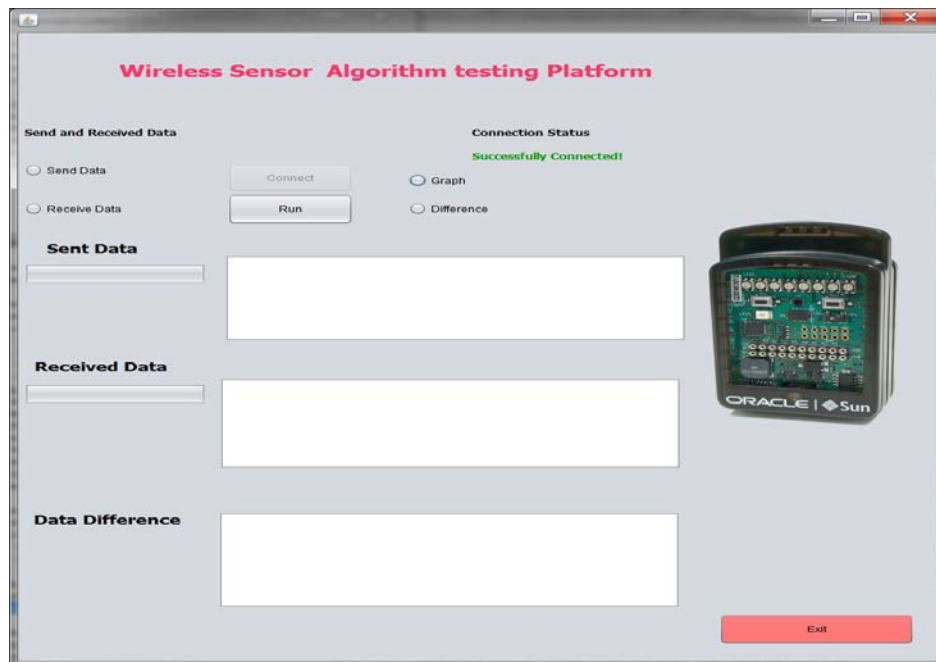 Wireless Sensor Algorithm testing Platform
Send and Received Data
Connection Status
Successfully Connected!
Send Data
Connect
Graph
Receive Data
Run
Difference
Sent Data
Received Data
ORACLE | Sun
Data Difference
Exit